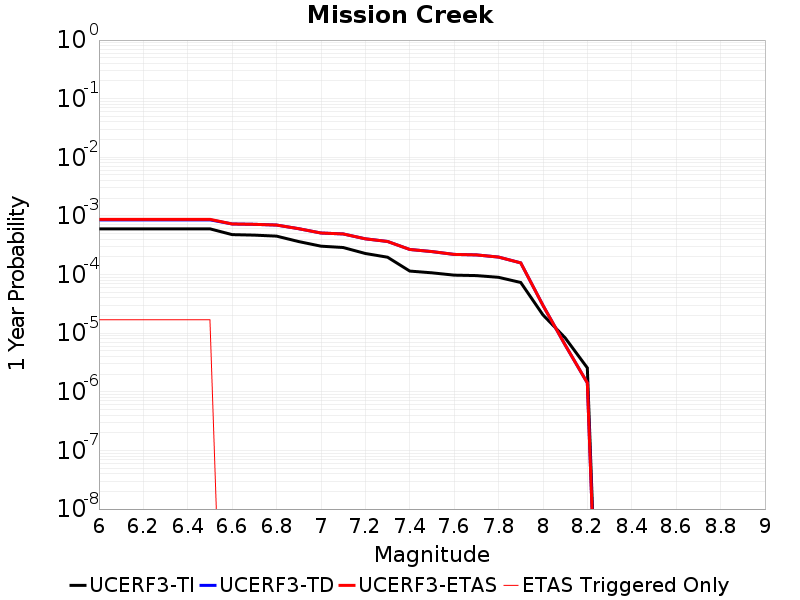 Mission Creek
1 Year Probability
10^0
10^-1
10^-2
10^-3
10^-4
10^-5
10^-6
10^-7
10^-8
6 6.2 6.4 6.6 6.8 7 7.2 7.4 7.6 7.8 8 8.2 8.4 8.6 8.8 9
Magnitude
UCERF3-TI UCERF3-TD UCERF3-ETAS ETAS Triggered Only